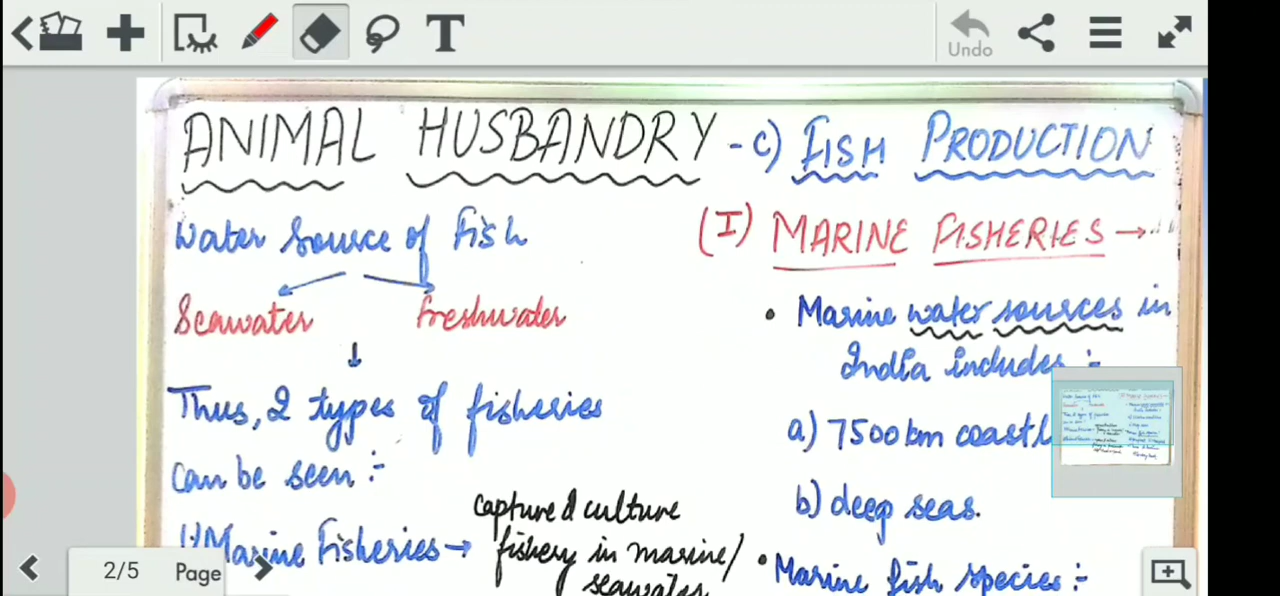 Undo
ANIMAL HUSBANDRY - C) FISH PRODUCTION
Water Source of Fish
Seawater Freshwater
Thus, 2 types of fisheries
can be seen :-
1) Marine Fisheries → capture & culture
fishery in marine/
seawater
(I) MARINE FISHERIES →
• Marine water sources in
India includes :-
a) 7500 km
b) deep seas.
• Marine fish species :-
2/5 Page